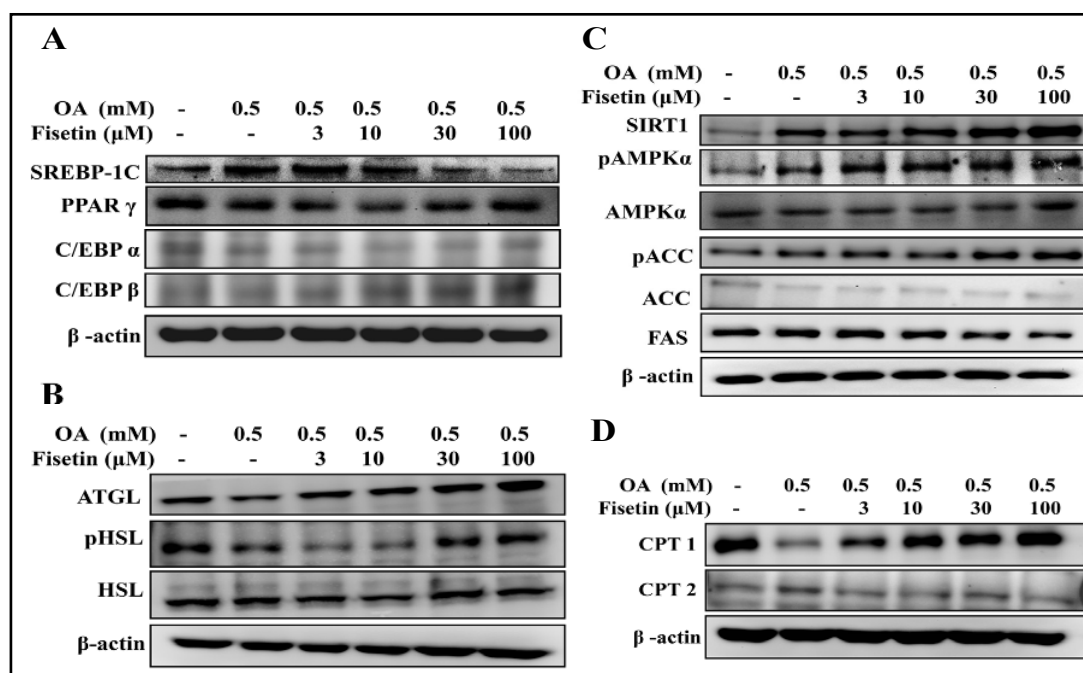 A
OA (mM) - 0.5 0.5 0.5 0.5 0.5
Fisetin (μM) - - 3 10 30 100
SREBP-1C
PPAR γ
C/EBP α
C/EBP β
β -actin
B
OA (mM) - 0.5 0.5 0.5 0.5 0.5
Fisetin (μM) - - 3 10 30 100
ATGL
pHSL
HSL
β-actin
C
OA (mM) - 0.5 0.5 0.5 0.5 0.5
Fisetin (μM) - - 3 10 30 100
SIRT1
pAMPKα
AMPKα
pACC
ACC
FAS
β -actin
D
OA (mM) - 0.5 0.5 0.5 0.5 0.5
Fisetin (μM) - - 3 10 30 100
CPT 1
CPT 2
β -actin